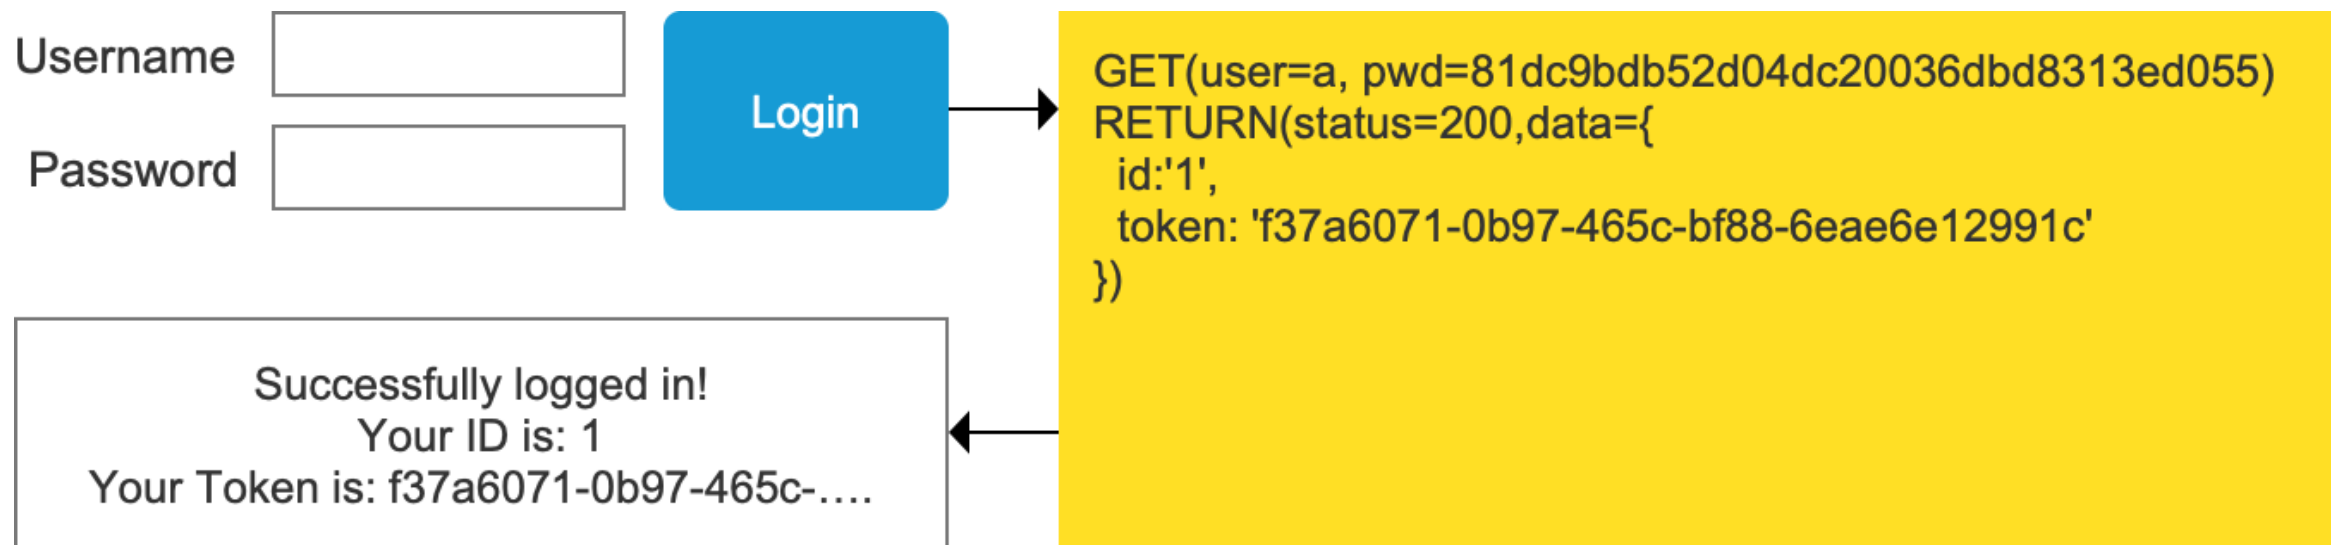 Username
Password
Login
GET(user=a, pwd=81dc9bdb52d04dc20036dbd8313ed055)
RETURN(status=200,data={
id:'1',
token: 'f37a6071-0b97-465c-bf88-6eae6e12991c'
})
Successfully logged in!
Your ID is: 1
Your Token is: f37a6071-0b97-465c-....